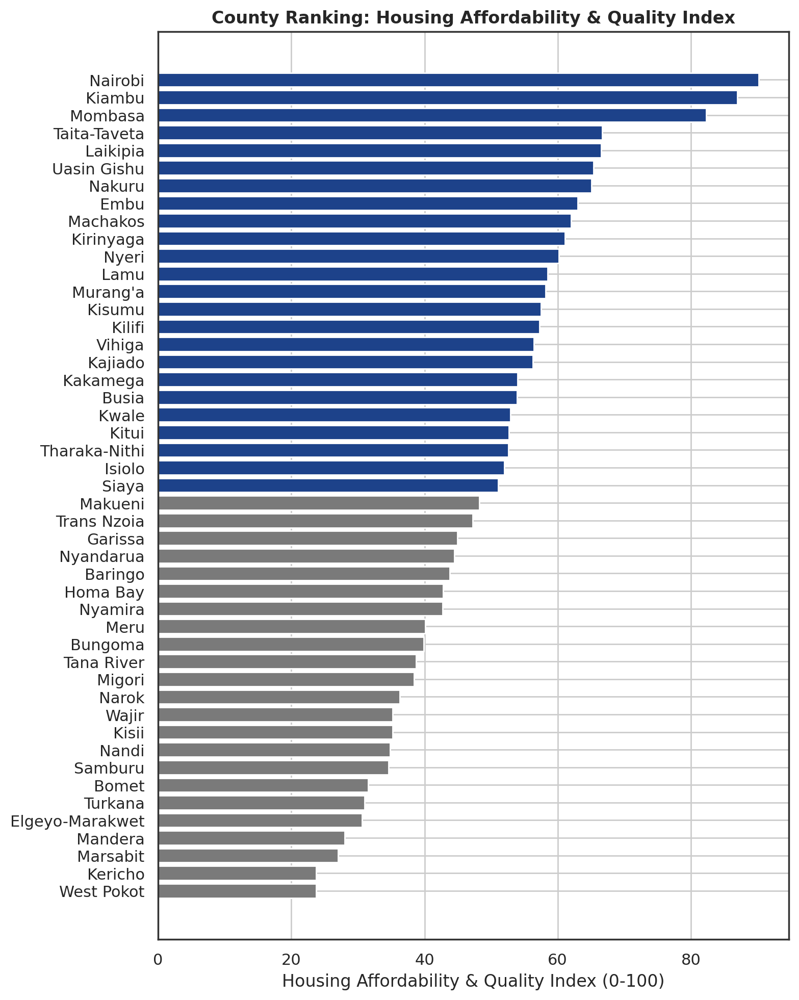 County Ranking: Housing Affordability & Quality Index
Nairobi
Kiambu
Mombasa
Taita-Taveta
Laikipia
Uasin Gishu
Nakuru
Embu
Machakos
Kirinyaga
Nyeri
Lamu
Murang'a
Kisumu
Kilifi
Vihiga
Kajiado
Kakamega
Busia
Kwale
Kitui
Tharaka-Nithi
Isiolo
Siaya
Makueni
Trans Nzoia
Garissa
Nyandarua
Baringo
Homa Bay
Nyamira
Meru
Bungoma
Tana River
Migori
Narok
Wajir
Kisii
Nandi
Samburu
Bomet
Turkana
Elgeyo-Marakwet
Mandera
Marsabit
Kericho
West Pokot
0 20 40 60 80
Housing Affordability & Quality Index (0-100)